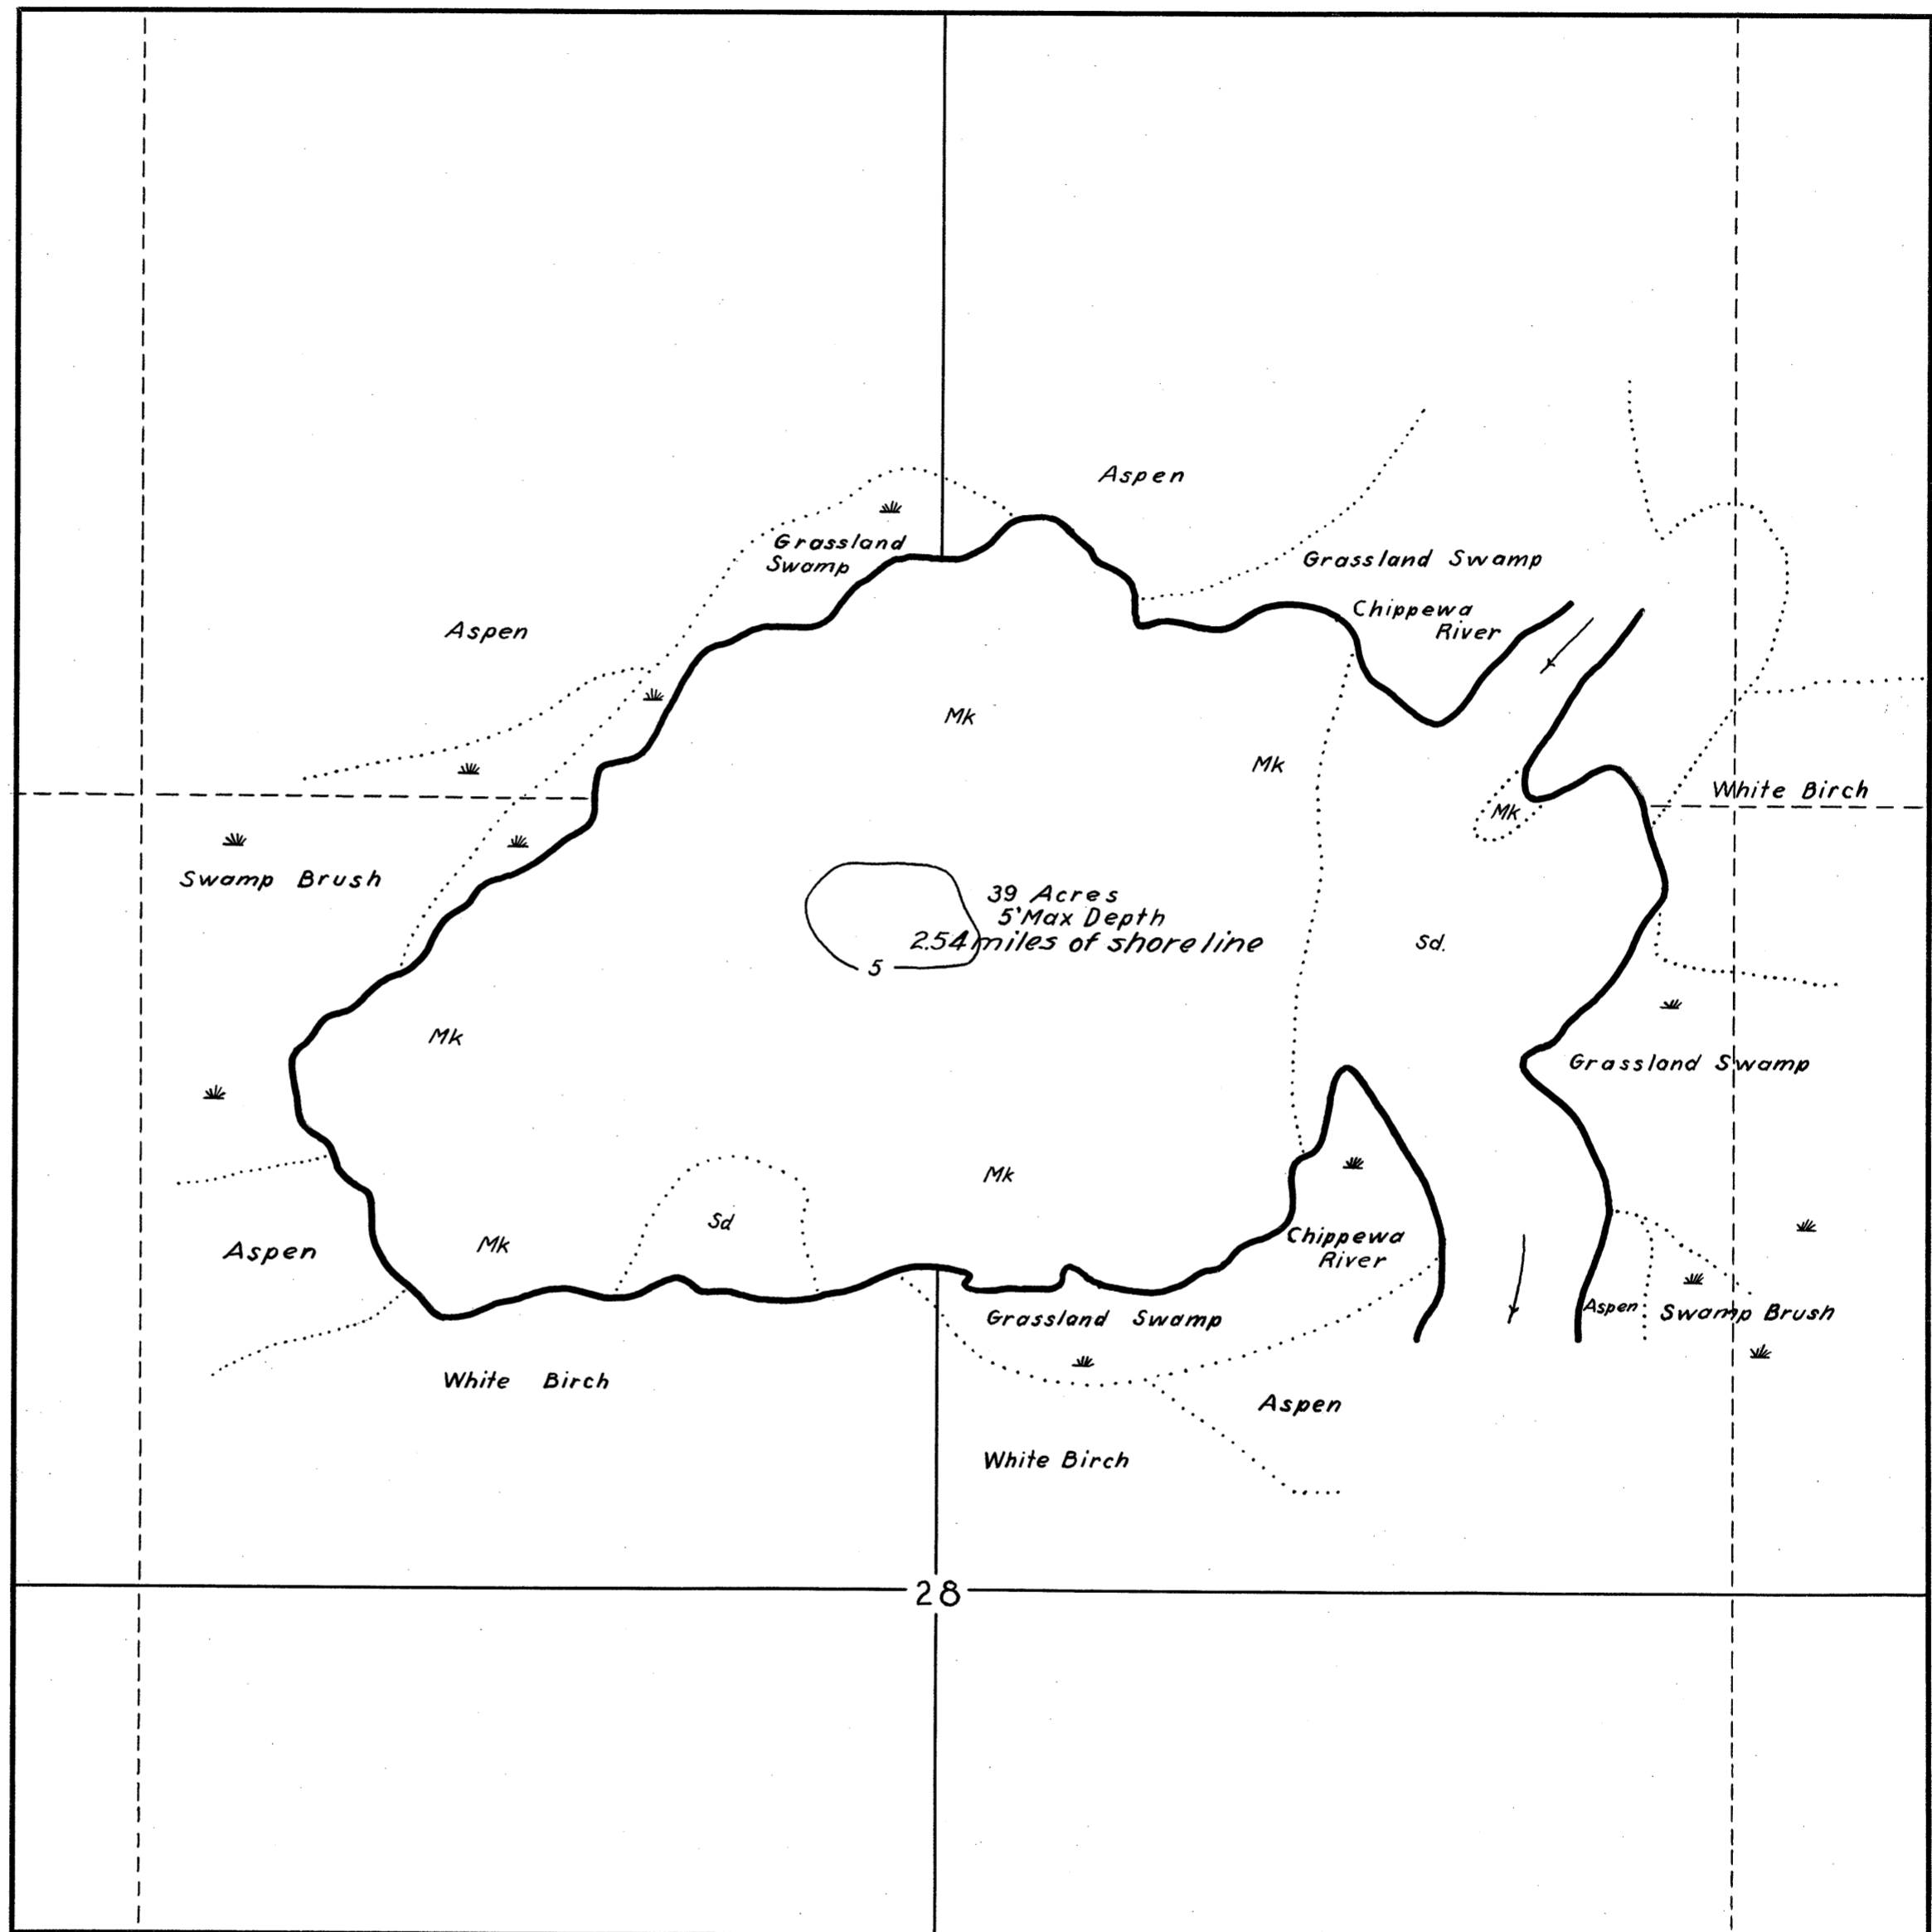 Aspen
Grassland
Swamp
Grassland Swamp
Chippewa
River
Aspen
Mk
Mk
White Birch
Mk
Swamp Brush
39 Acres
5' Max Depth
2.54 miles of shoreline
5
Sd.
Mk
Grassland Swamp
Mk
Sd
Mk
Aspen
Chippewa
River
Grassland Swamp
Aspen
Swamp Brush
White Birch
Aspen
White Birch
28